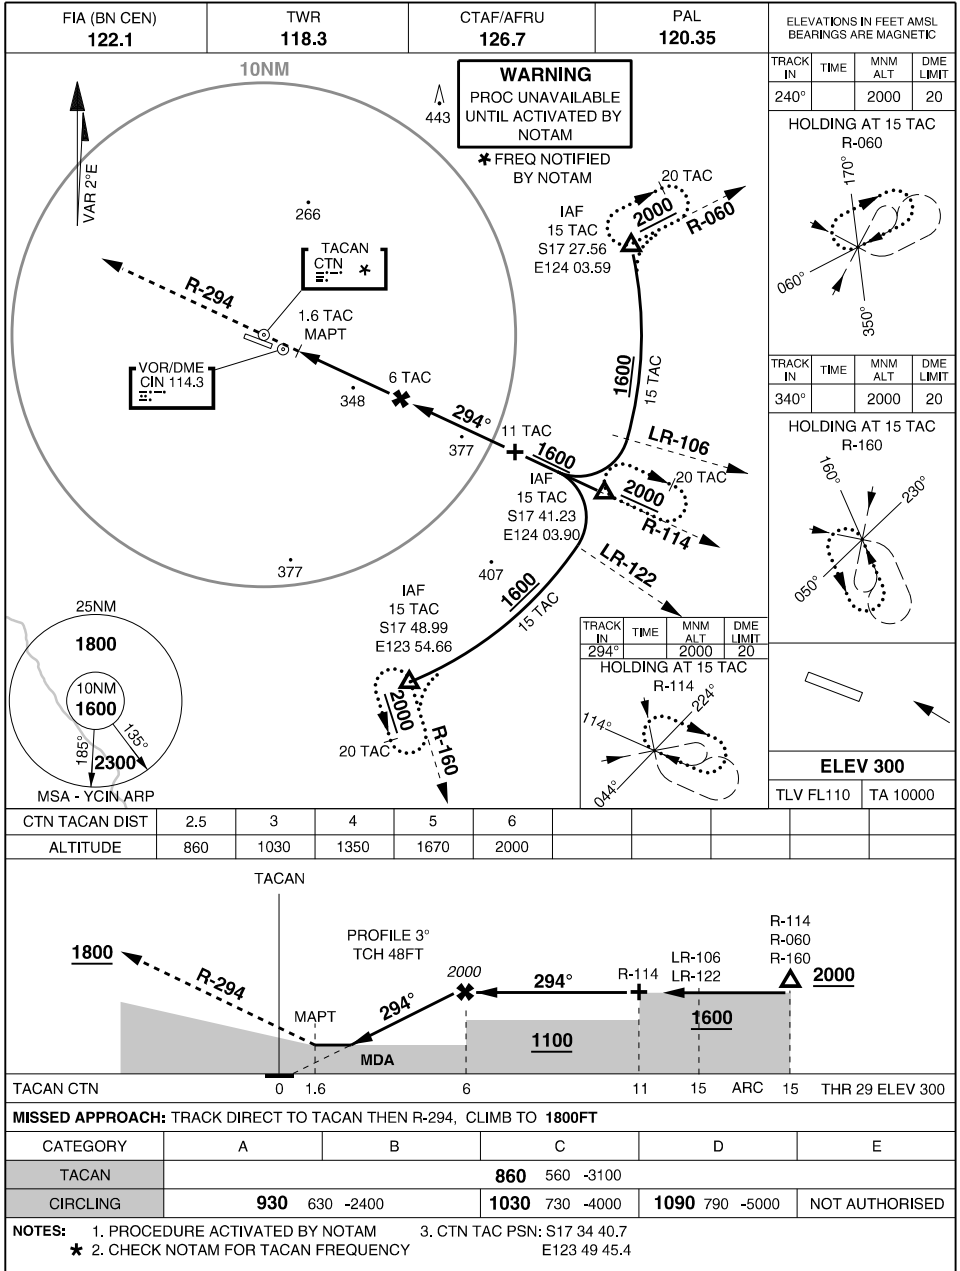 FIA (BN CEN)
122.1
TWR
118.3
CTAF/AFRU
126.7
PAL
120.35
ELEVATIONS IN FEET AMSL
BEARINGS ARE MAGNETIC
TRACK IN TIME MNM ALT DME LIMIT
240° 2000 20
HOLDING AT 15 TAC
R-060
170°
060°
350°
TRACK IN TIME MNM ALT DME LIMIT
340° 2000 20
HOLDING AT 15 TAC
R-160
160°
230°
050°
10NM
WARNING
PROC UNAVAILABLE
UNTIL ACTIVATED BY
NOTAM
* FREQ NOTIFIED
BY NOTAM
443
VAR 2°E
266
TACAN
CTN *
R-294
1.6 TAC
MAPT
VOR/DME
CIN 114.3
348
6 TAC
294°
377
11 TAC
1600
20 TAC
2000
R-060
IAF
15 TAC
S17 27.56
E124 03.59
1600
15 TAC
LR-106
20 TAC
2000
R-114
IAF
15 TAC
S17 41.23
E124 03.90
LR-122
407
1600
15 TAC
377
IAF
15 TAC
S17 48.99
E123 54.66
2000
20 TAC
R-160
25NM
1800
10NM
1600
185°
135°
2300
MSA - YCIN ARP
TRACK IN TIME MNM ALT DME LIMIT
294° 2000 20
HOLDING AT 15 TAC
R-114
224°
114°
044°
ELEV 300
TLV FL110 TA 10000
CTN TACAN DIST 2.5 3 4 5 6
ALTITUDE 860 1030 1350 1670 2000
TACAN
PROFILE 3°
TCH 48FT
1800
R-294
MAPT
294°
2000
294°
R-114
LR-106
LR-122
R-114
R-060
R-160
2000
1600
1100
MDA
TACAN CTN 0 1.6 6 11 15 ARC 15 THR 29 ELEV 300
MISSED APPROACH: TRACK DIRECT TO TACAN THEN R-294, CLIMB TO 1800FT
CATEGORY A B C D E
TACAN 860 560 -3100
CIRCLING 930 630 -2400 1030 730 -4000 1090 790 -5000 NOT AUTHORISED
NOTES: 1. PROCEDURE ACTIVATED BY NOTAM 3. CTN TAC PSN: S17 34 40.7
* 2. CHECK NOTAM FOR TACAN FREQUENCY E123 49 45.4